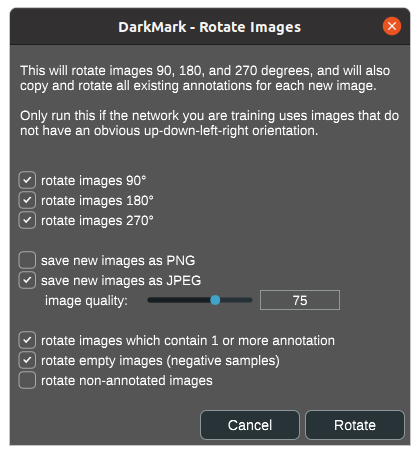 DarkMark - Rotate Images
This will rotate images 90, 180, and 270 degrees, and will also
copy and rotate all existing annotations for each new image.
Only run this if the network you are training uses images that do
not have an obvious up-down-left-right orientation.
rotate images 90°
rotate images 180°
rotate images 270°
save new images as PNG
save new images as JPEG
image quality: 75
rotate images which contain 1 or more annotation
rotate empty images (negative samples)
rotate non-annotated images
Cancel Rotate